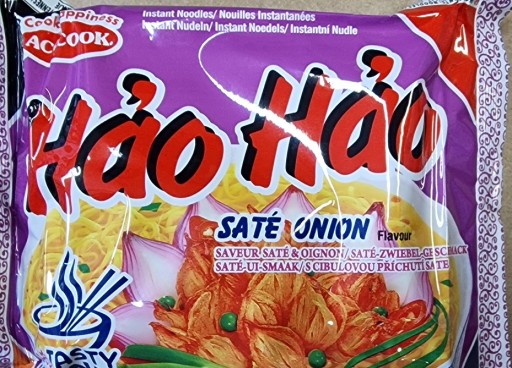 Cook happiness
ACECOOK
Instant Noodles/ Nouilles Instantanées
Instant Nudeln/ Instant Noedels/ Instantní Nudle
Hảo Hảo
SATÉ ONION Flavour
SAVEUR SATÉ & OIGNON/ SATÉ-ZWIEBEL-GESCHMACK
SATÉ-UI-SMAAK/ S CIBULOVOU PŘÍCHUTÍ SATÉ
TASTY